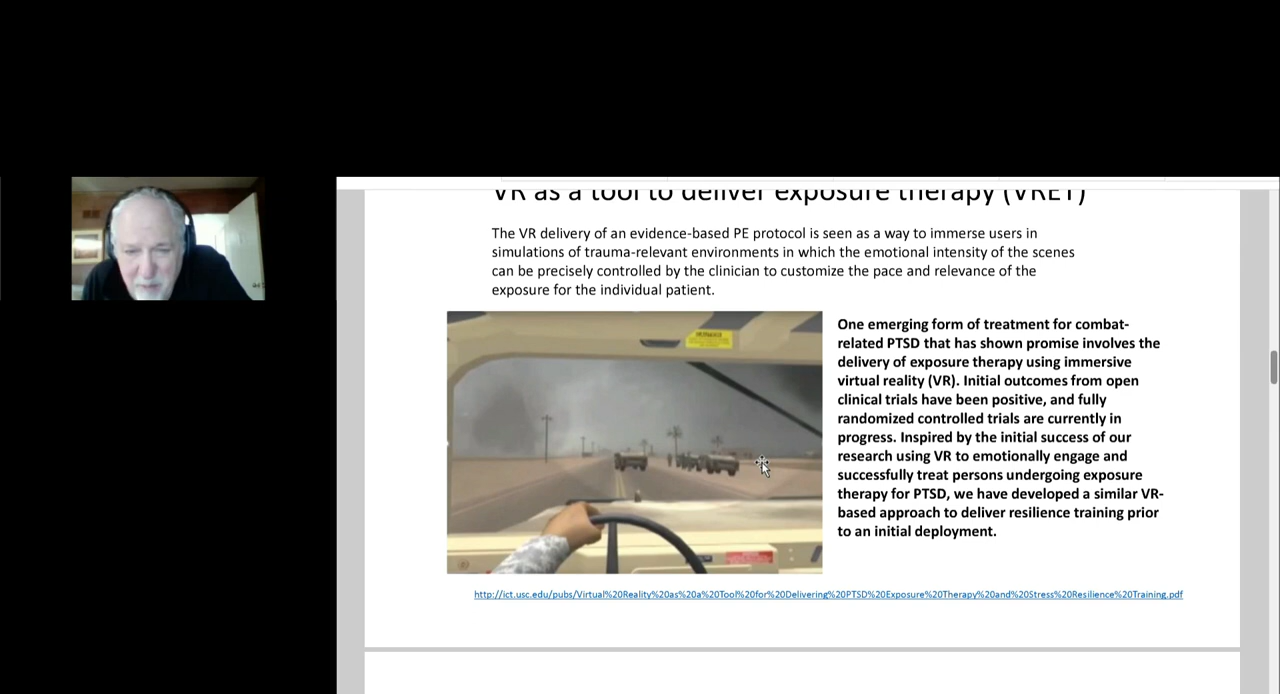 VR as a tool to deliver exposure therapy (VRET)
The VR delivery of an evidence-based PE protocol is seen as a way to immerse users in
simulations of trauma-relevant environments in which the emotional intensity of the scenes
can be precisely controlled by the clinician to customize the pace and relevance of the
exposure for the individual patient.
One emerging form of treatment for combat-
related PTSD that has shown promise involves the
delivery of exposure therapy using immersive
virtual reality (VR). Initial outcomes from open
clinical trials have been positive, and fully
randomized controlled trials are currently in
progress. Inspired by the initial success of our
research using VR to emotionally engage and
successfully treat persons undergoing exposure
therapy for PTSD, we have developed a similar VR-
based approach to deliver resilience training prior
to an initial deployment.
http://ict.usc.edu/pubs/Virtual%20Reality%20as%20a%20Tool%20for%20Delivering%20PTSD%20Exposure%20Therapy%20and%20Stress%20Resilience%20Training.pdf